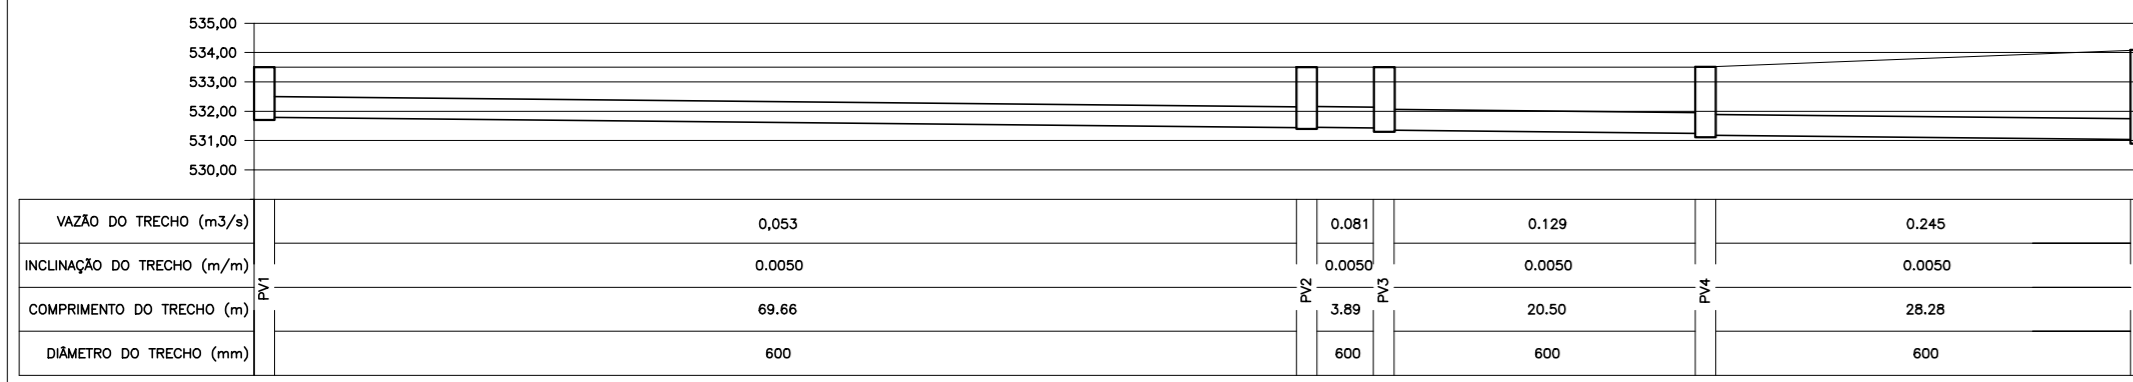 535,00
534,00
533,00
532,00
531,00
530,00
VAZÃO DO TRECHO (m3/s) 0,053 0.081 0.129 0.245
INCLINAÇÃO DO TRECHO (m/m) 0.0050 0.0050 0.0050 0.0050
PV1 PV2 PV3 PV4
COMPRIMENTO DO TRECHO (m) 69.66 3.89 20.50 28.28
DIÂMETRO DO TRECHO (mm) 600 600 600 600